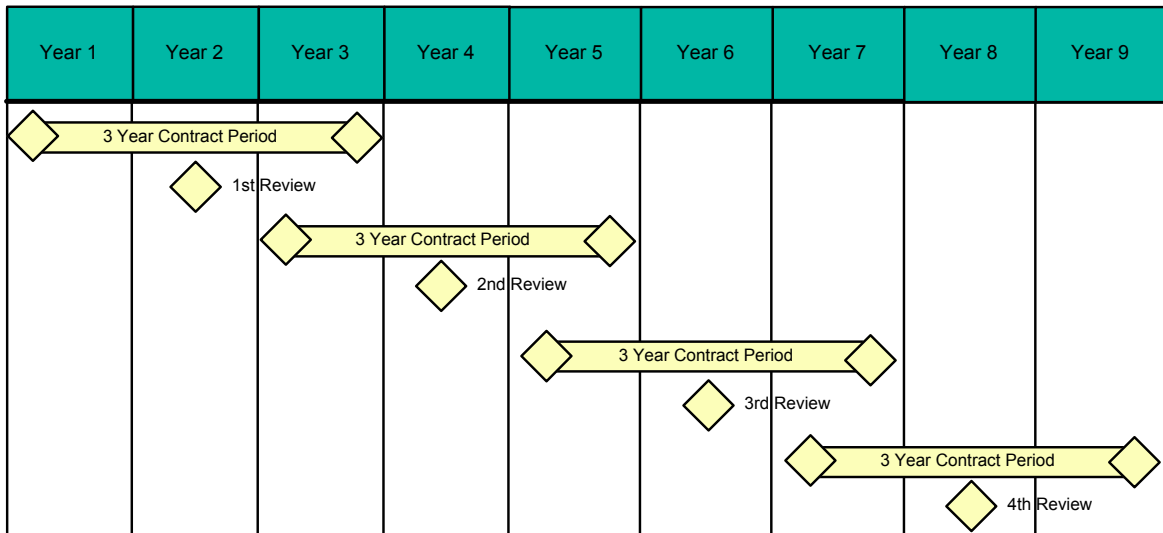 Year 1 Year 2 Year 3 Year 4 Year 5 Year 6 Year 7 Year 8 Year 9
3 Year Contract Period
1st Review
3 Year Contract Period
2nd Review
3 Year Contract Period
3rd Review
3 Year Contract Period
4th Review